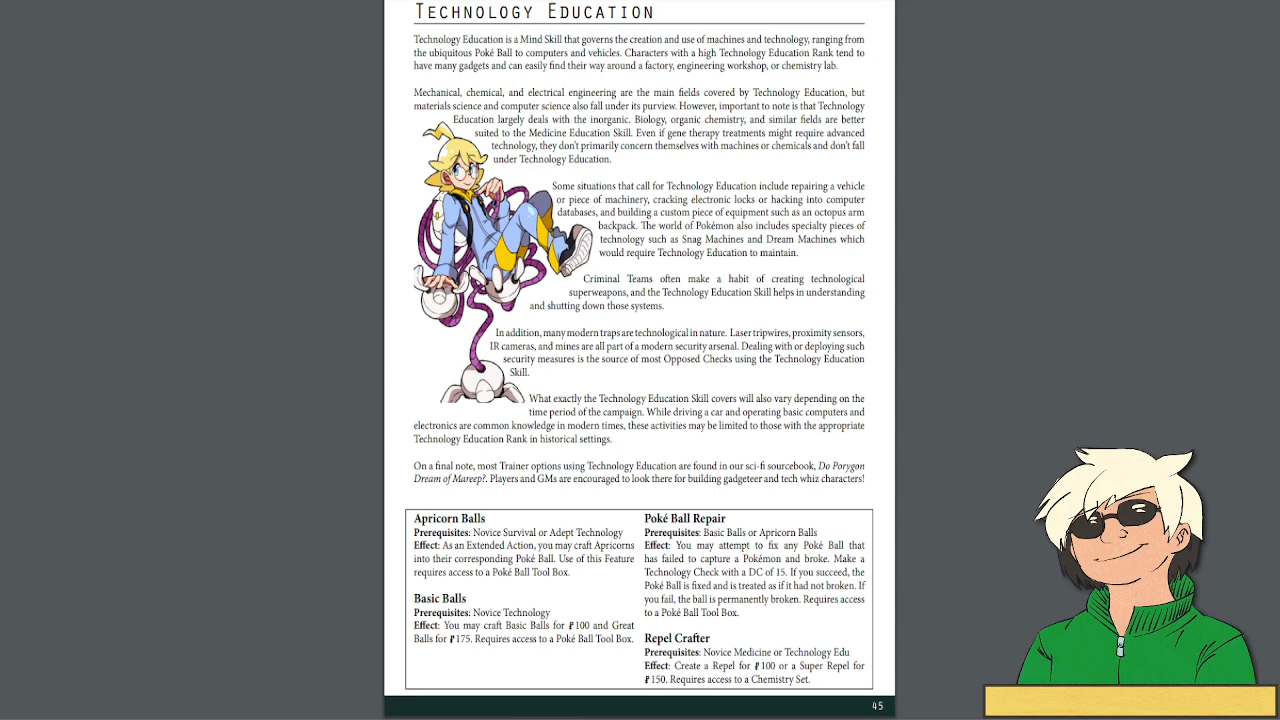 TECHNOLOGY EDUCATION
Technology Education is a Mind Skill that governs the creation and use of machines and technology, ranging from
the ubiquitous Poké Ball to computers and vehicles. Characters with a high Technology Education Rank tend to
have many gadgets and can easily find their way around a factory, engineering workshop, or chemistry lab.
Mechanical, chemical, and electrical engineering are the main fields covered by Technology Education, but
materials science and computer science also fall under its purview. However, important to note is that Technology
Education largely deals with the inorganic. Biology, organic chemistry, and similar fields are better
suited to the Medicine Education Skill. Even if gene therapy treatments might require advanced
technology, they don't primarily concern themselves with machines or chemicals and don't fall
under Technology Education.
Some situations that call for Technology Education include repairing a vehicle
or piece of machinery, cracking electronic locks or hacking into computer
databases, and building a custom piece of equipment such as an octopus arm
backpack. The world of Pokémon also includes specialty pieces of
technology such as Snag Machines and Dream Machines which
would require Technology Education to maintain.
Criminal Teams often make a habit of creating technological
superweapons, and the Technology Education Skill helps in understanding
and shutting down those systems.
In addition, many modern traps are technological in nature. Laser tripwires, proximity sensors,
IR cameras, and mines are all part of a modern security arsenal. Dealing with or deploying such
security measures is the source of most Opposed Checks using the Technology Education
Skill.
What exactly the Technology Education Skill covers will also vary depending on the
time period of the campaign. While driving a car and operating basic computers and
electronics are common knowledge in modern times, these activities may be limited to those with the appropriate
Technology Education Rank in historical settings.
On a final note, most Trainer options using Technology Education are found in our sci-fi sourcebook, Do Porygon
Dream of Mareep?. Players and GMs are encouraged to look there for building gadgeteer and tech whiz characters!
Apricorn Balls
Prerequisites: Novice Survival or Adept Technology
Effect: As an Extended Action, you may craft Apricorns
into their corresponding Poké Ball. Use of this Feature
requires access to a Poké Ball Tool Box.
Basic Balls
Prerequisites: Novice Technology
Effect: You may craft Basic Balls for ₽100 and Great
Balls for ₽175. Requires access to a Poké Ball Tool Box.
Poké Ball Repair
Prerequisites: Basic Balls or Apricorn Balls
Effect: You may attempt to fix any Poké Ball that
has failed to capture a Pokémon and broke. Make a
Technology Check with a DC of 15. If you succeed, the
Poké Ball is fixed and is treated as if it had not broken. If
you fail, the ball is permanently broken. Requires access
to a Poké Ball Tool Box.
Repel Crafter
Prerequisites: Novice Medicine or Technology Edu
Effect: Create a Repel for ₽100 or a Super Repel for
₽150. Requires access to a Chemistry Set.
45